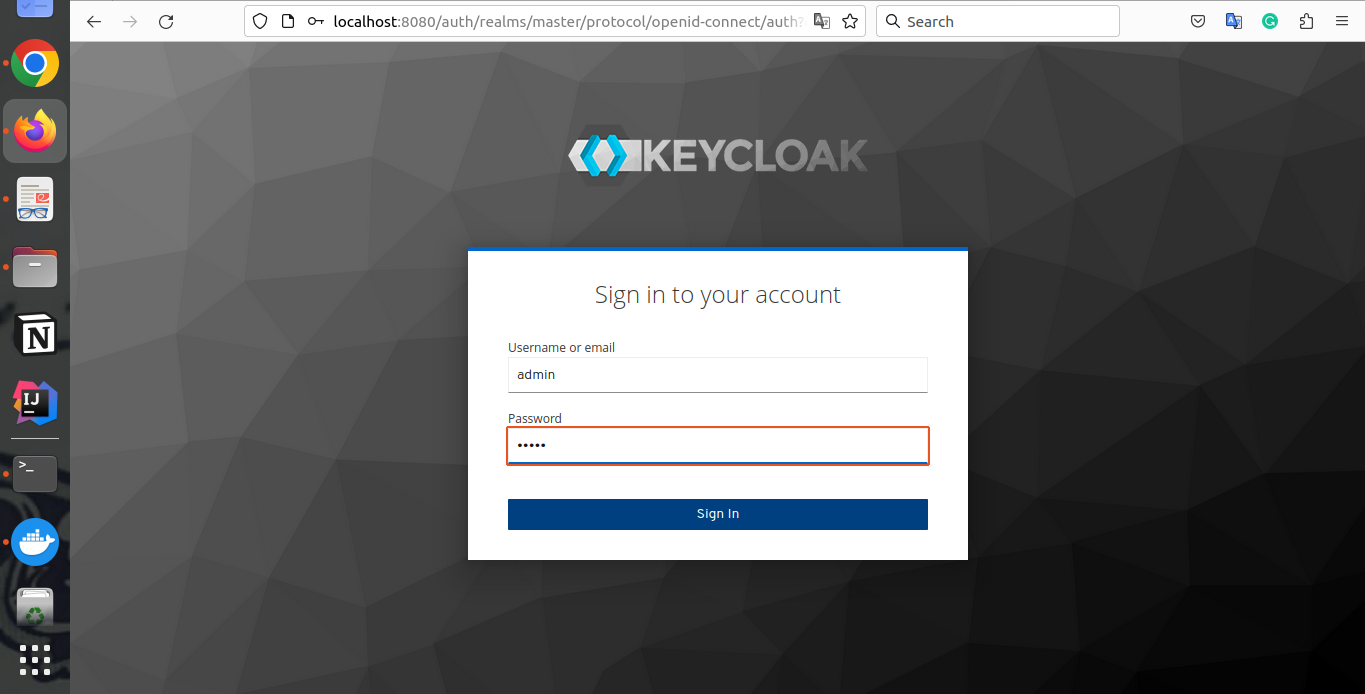 localhost:8080/auth/realms/master/protocol/openid-connect/auth?
Search
KEYCLOAK
Sign in to your account
Username or email
admin
Password
•••••
Sign In
N
IJ
>_